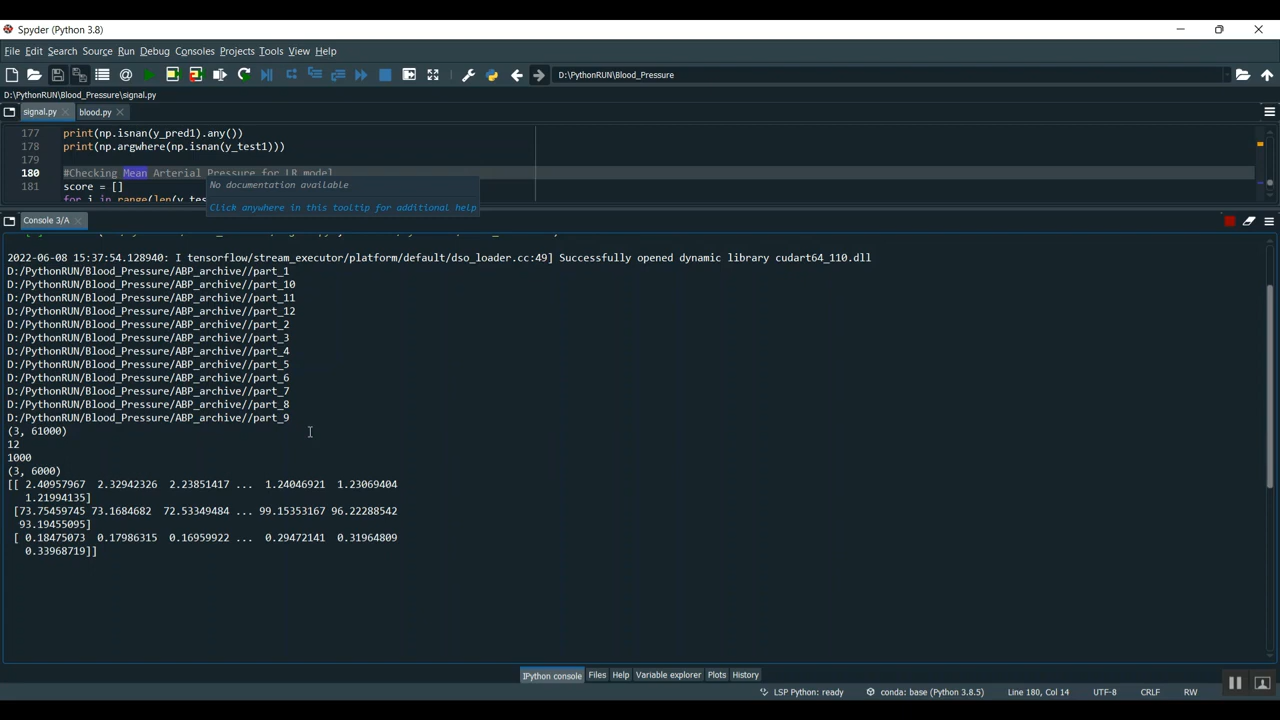 Spyder (Python 3.8)
File Edit Search Source Run Debug Consoles Projects Tools View Help
D:\PythonRUN\Blood_Pressure
D:\PythonRUN\Blood_Pressure\signal.py
signal.py blood.py
177 print(np.isnan(y_pred1).any())
178 print(np.argwhere(np.isnan(y_test1)))
179
180 #Checking Mean Arterial Pressure for LR model
181 score = []
for i in range(len(y_tes
No documentation available
Click anywhere in this tooltip for additional help
Console 3/A
2022-06-08 15:37:54.128940: I tensorflow/stream_executor/platform/default/dso_loader.cc:49] Successfully opened dynamic library cudart64_110.dll
D:/PythonRUN/Blood_Pressure/ABP_archive//part_1
D:/PythonRUN/Blood_Pressure/ABP_archive//part_10
D:/PythonRUN/Blood_Pressure/ABP_archive//part_11
D:/PythonRUN/Blood_Pressure/ABP_archive//part_12
D:/PythonRUN/Blood_Pressure/ABP_archive//part_2
D:/PythonRUN/Blood_Pressure/ABP_archive//part_3
D:/PythonRUN/Blood_Pressure/ABP_archive//part_4
D:/PythonRUN/Blood_Pressure/ABP_archive//part_5
D:/PythonRUN/Blood_Pressure/ABP_archive//part_6
D:/PythonRUN/Blood_Pressure/ABP_archive//part_7
D:/PythonRUN/Blood_Pressure/ABP_archive//part_8
D:/PythonRUN/Blood_Pressure/ABP_archive//part_9
(3, 61000)
12
1000
(3, 6000)
[[ 2.40957967 2.32942326 2.23851417 ... 1.24046921 1.23069404
1.21994135]
[73.75459745 73.1684682 72.53349484 ... 99.15353167 96.22288542
93.19455095]
[ 0.18475073 0.17986315 0.16959922 ... 0.29472141 0.31964809
0.33968719]]
IPython console Files Help Variable explorer Plots History
LSP Python: ready conda: base (Python 3.8.5) Line 180, Col 14 UTF-8 CRLF RW